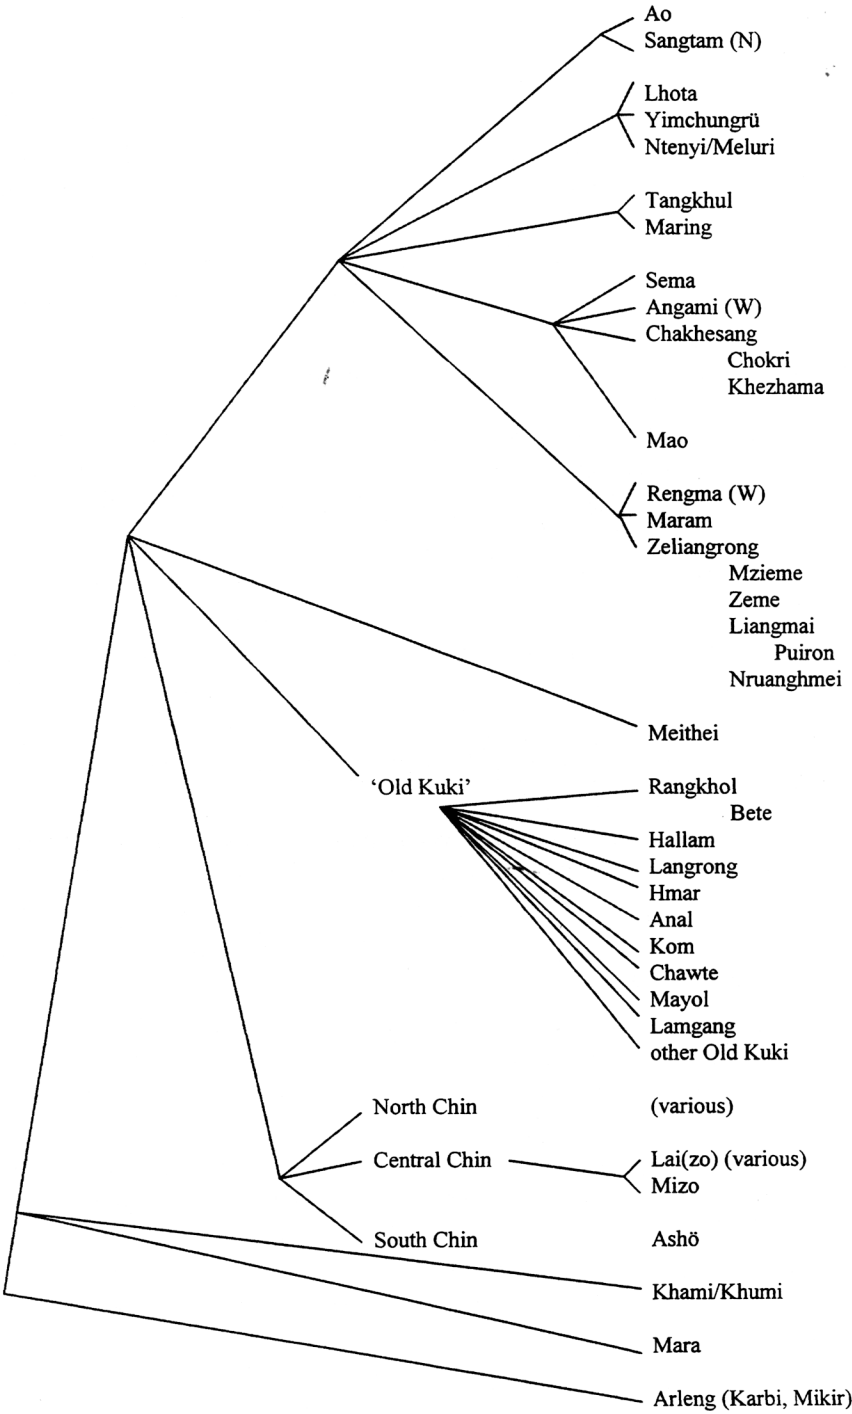 Ao
Sangtam (N)
Lhota
Yimchungrü
Ntenyi/Meluri
Tangkhul
Maring
Sema
Angami (W)
Chakhesang
Chokri
Khezhama
Mao
Rengma (W)
Maram
Zeliangrong
Mzieme
Zeme
Liangmai
Puiron
Nruanghmei
Meithei
‘Old Kuki’
Rangkhol
Bete
Hallam
Langrong
Hmar
Anal
Kom
Chawte
Mayol
Lamgang
other Old Kuki
North Chin (various)
Central Chin Lai(zo) (various)
Mizo
South Chin Ashö
Khami/Khumi
Mara
Arleng (Karbi, Mikir)